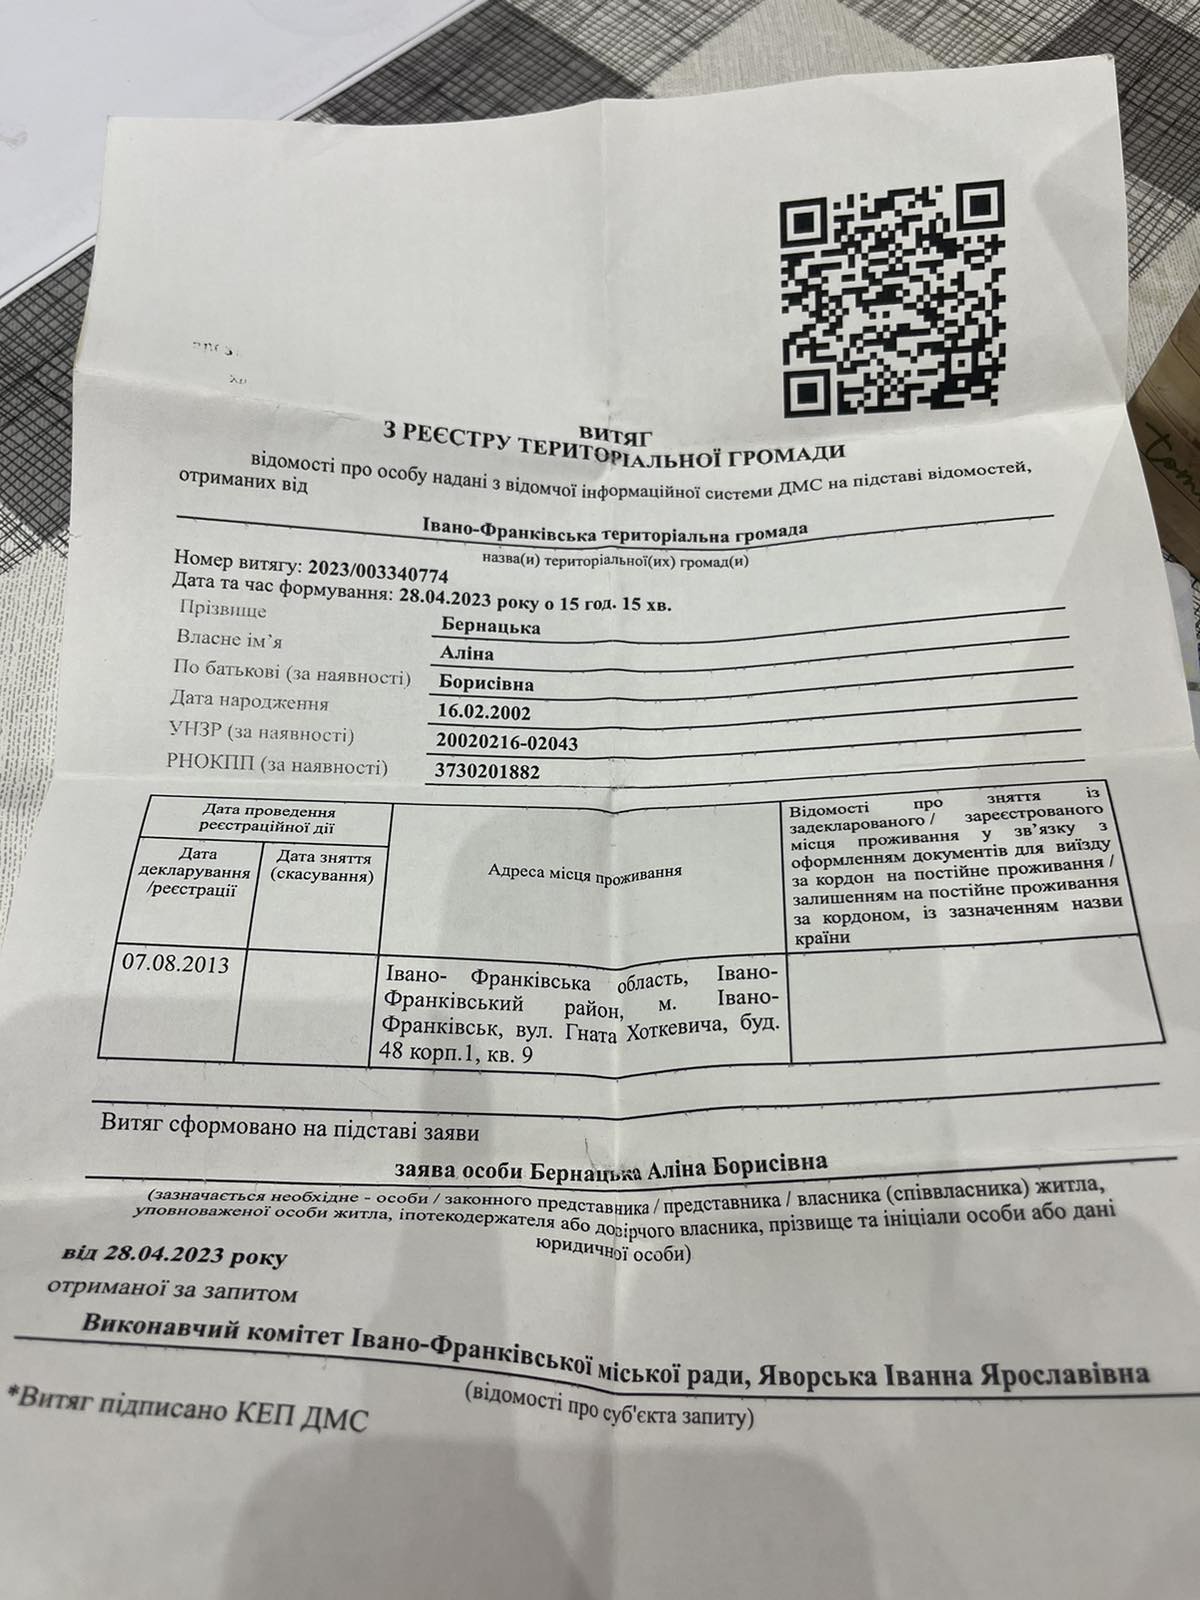 ВИТЯГ
З РЕЄСТРУ ТЕРИТОРІАЛЬНОЇ ГРОМАДИ
відомості про особу надані з відомчої інформаційної системи ДМС на підставі відомостей,
отриманих від
Івано-Франківська територіальна громада
назва(и) територіальної(их) громад(и)
Номер витягу: 2023/003340774
Дата та час формування: 28.04.2023 року о 15 год. 15 хв.
Прізвище Бернацька
Власне ім’я Аліна
По батькові (за наявності) Борисівна
Дата народження 16.02.2002
УНЗР (за наявності) 20020216-02043
РНОКПП (за наявності) 3730201882
Дата проведення
реєстраційної дії
Дата
декларування
/реєстрації
Дата зняття
(скасування)
Адреса місця проживання
Відомості про зняття із
задекларованого / зареєстрованого
місця проживання у зв’язку з
оформленням документів для виїзду
за кордон на постійне проживання /
залишенням на постійне проживання
за кордоном, із зазначенням назви
країни
07.08.2013
Івано- Франківська область, Івано-
Франківський район, м. Івано-
Франківськ, вул. Гната Хоткевича, буд.
48 корп.1, кв. 9
Витяг сформовано на підставі заяви
заява особи Бернацька Аліна Борисівна
(зазначається необхідне - особи / законного представника / представника / власника (співвласника) житла,
уповноваженої особи житла, іпотекодержателя або довірчого власника, прізвище та ініціали особи або дані
юридичної особи)
від 28.04.2023 року
отриманої за запитом
Виконавчий комітет Івано-Франківської міської ради, Яворська Іванна Ярославівна
(відомості про суб'єкта запиту)
*Витяг підписано КЕП ДМС